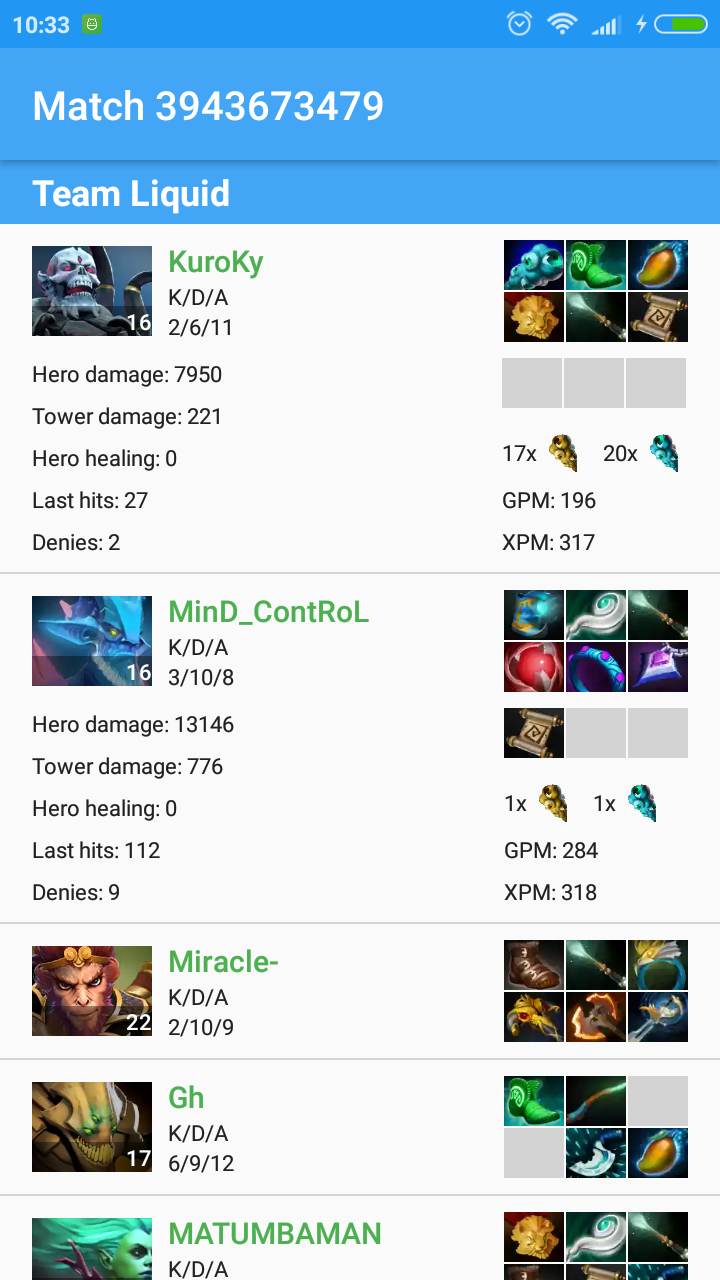 10:33
Match 3943673479
Team Liquid
KuroKy
K/D/A
16
2/6/11
Hero damage: 7950
Tower damage: 221
Hero healing: 0
17x 20x
Last hits: 27
GPM: 196
Denies: 2
XPM: 317
MinD_ContRoL
K/D/A
16
3/10/8
Hero damage: 13146
Tower damage: 776
Hero healing: 0
1x 1x
Last hits: 112
GPM: 284
Denies: 9
XPM: 318
Miracle-
K/D/A
22
2/10/9
Gh
K/D/A
17
6/9/12
MATUMBAMAN
K/D/A